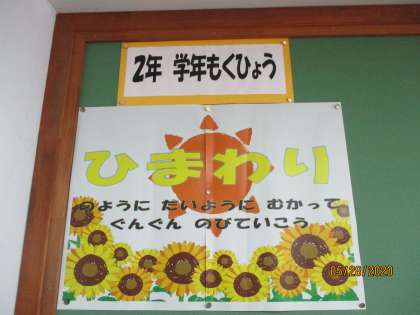 2年 学年もくひょう
ひまわり
のように たいように むかって
ぐんぐん のびていこう
05/28/2020